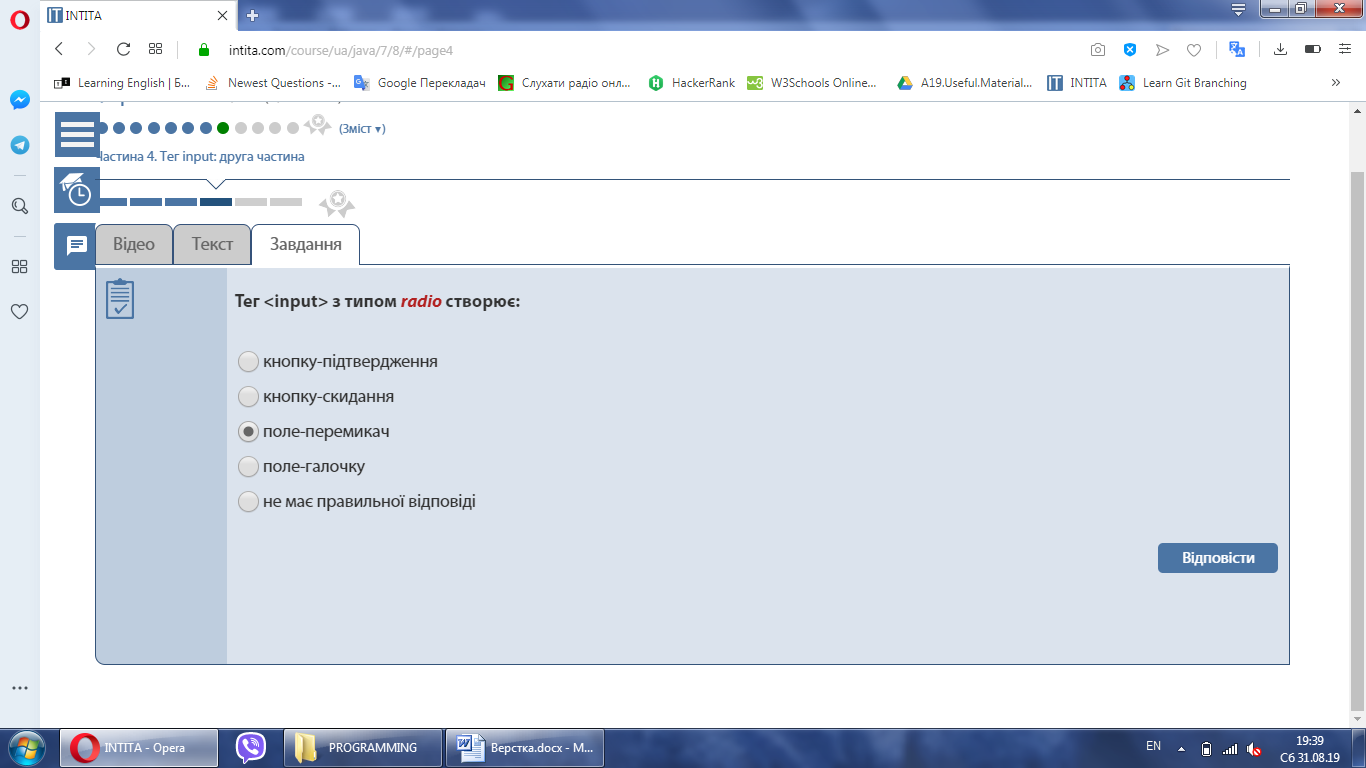 INTITA
intita.com/course/ua/java/7/8/#/page4
Learning English | Б...
Newest Questions -...
Google Перекладач
Слухати радіо онл...
HackerRank
W3Schools Online...
A19.Useful.Material...
INTITA
Learn Git Branching
(Зміст ▾)
Частина 4. Тег input: друга частина
Відео
Текст
Завдання
Тег <input> з типом radio створює:
кнопку-підтвердження
кнопку-скидання
поле-перемикач
поле-галочку
не має правильної відповіді
Відповісти
INTITA - Opera
PROGRAMMING
Верстка.docx - M...
EN
19:39
Сб 31.08.19